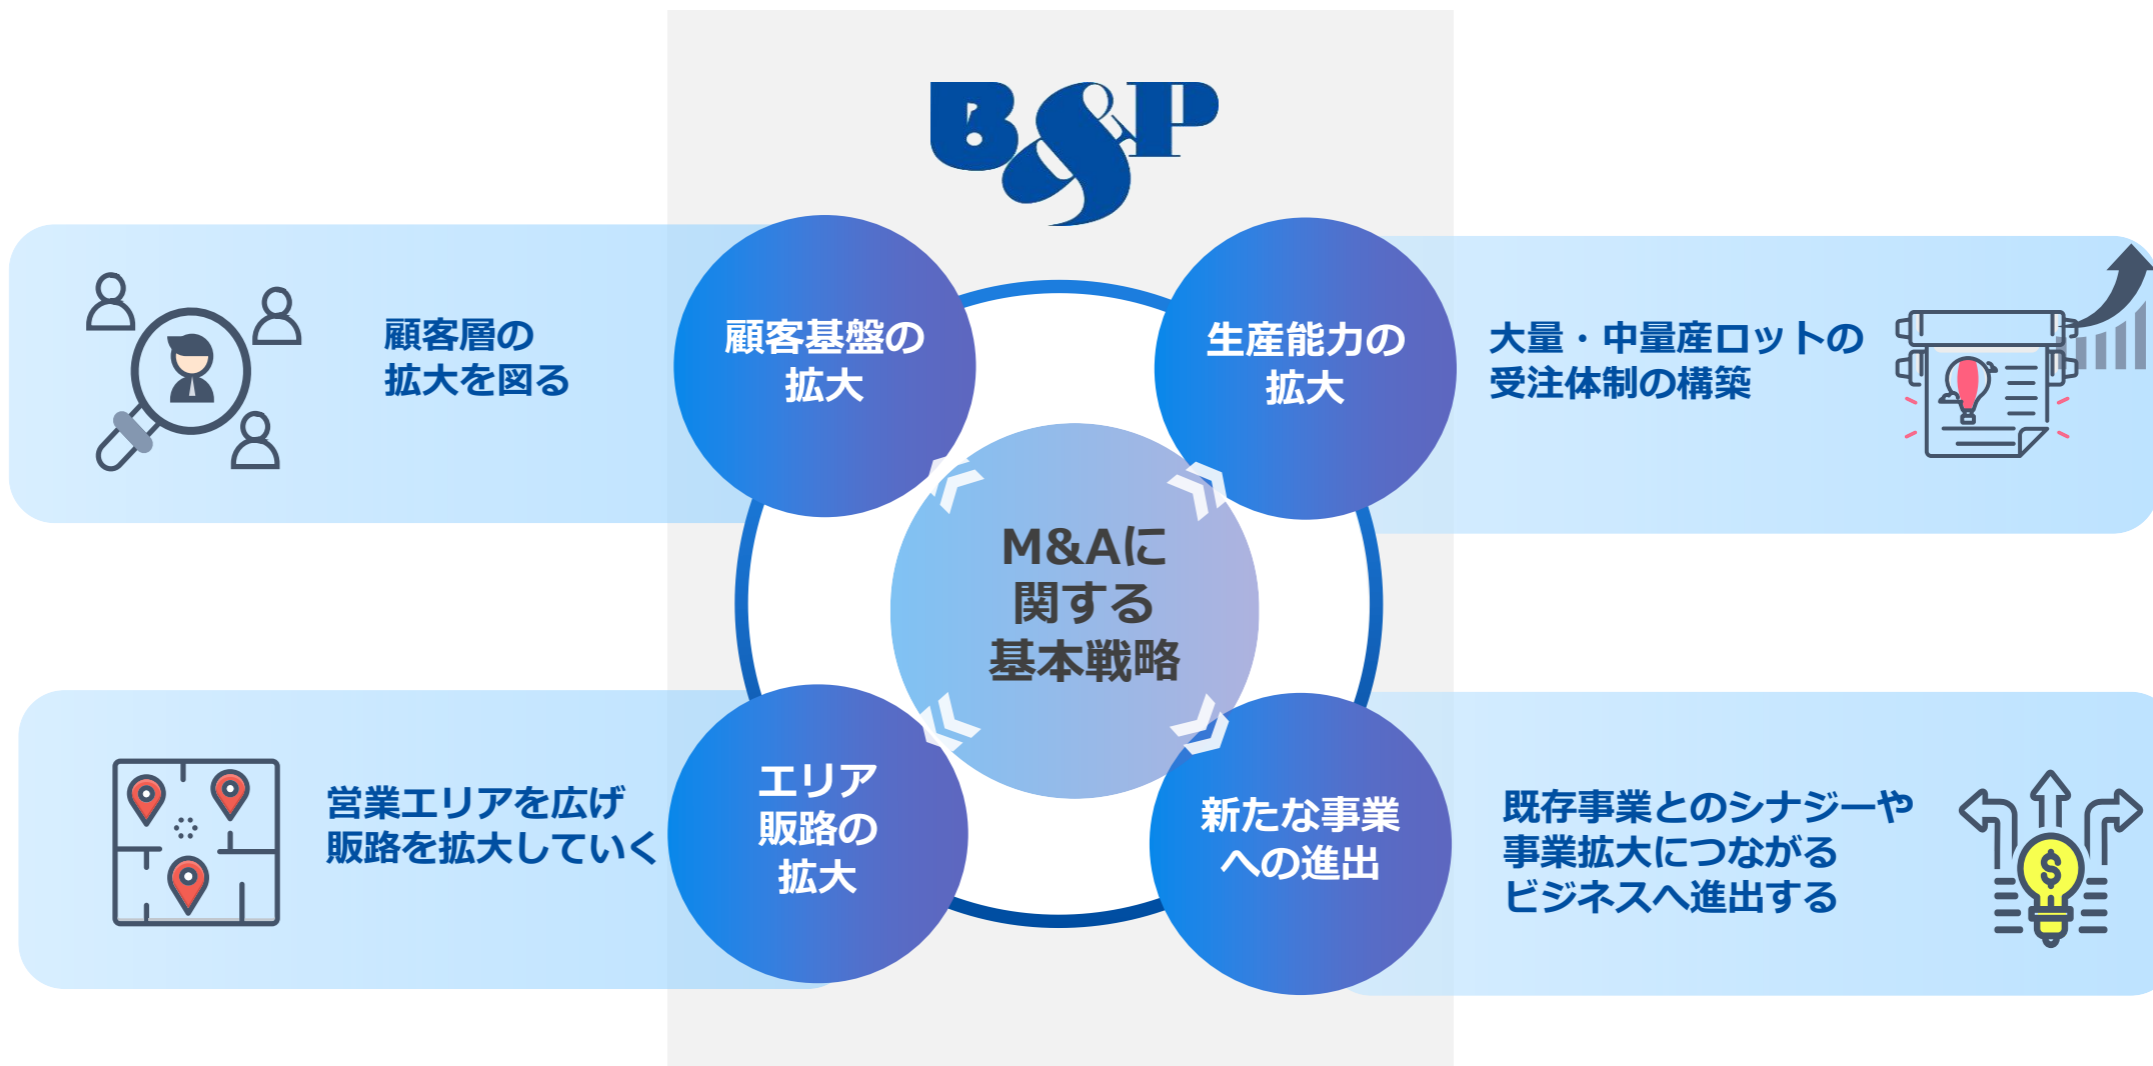 B&P
顧客層の
拡大を図る
顧客基盤の
拡大
生産能力の
拡大
大量・中量産ロットの
受注体制の構築
M&Aに
関する
基本戦略
営業エリアを広げ
販路を拡大していく
エリア
販路の
拡大
新たな事業
への進出
既存事業とのシナジーや
事業拡大につながる
ビジネスへ進出する
$